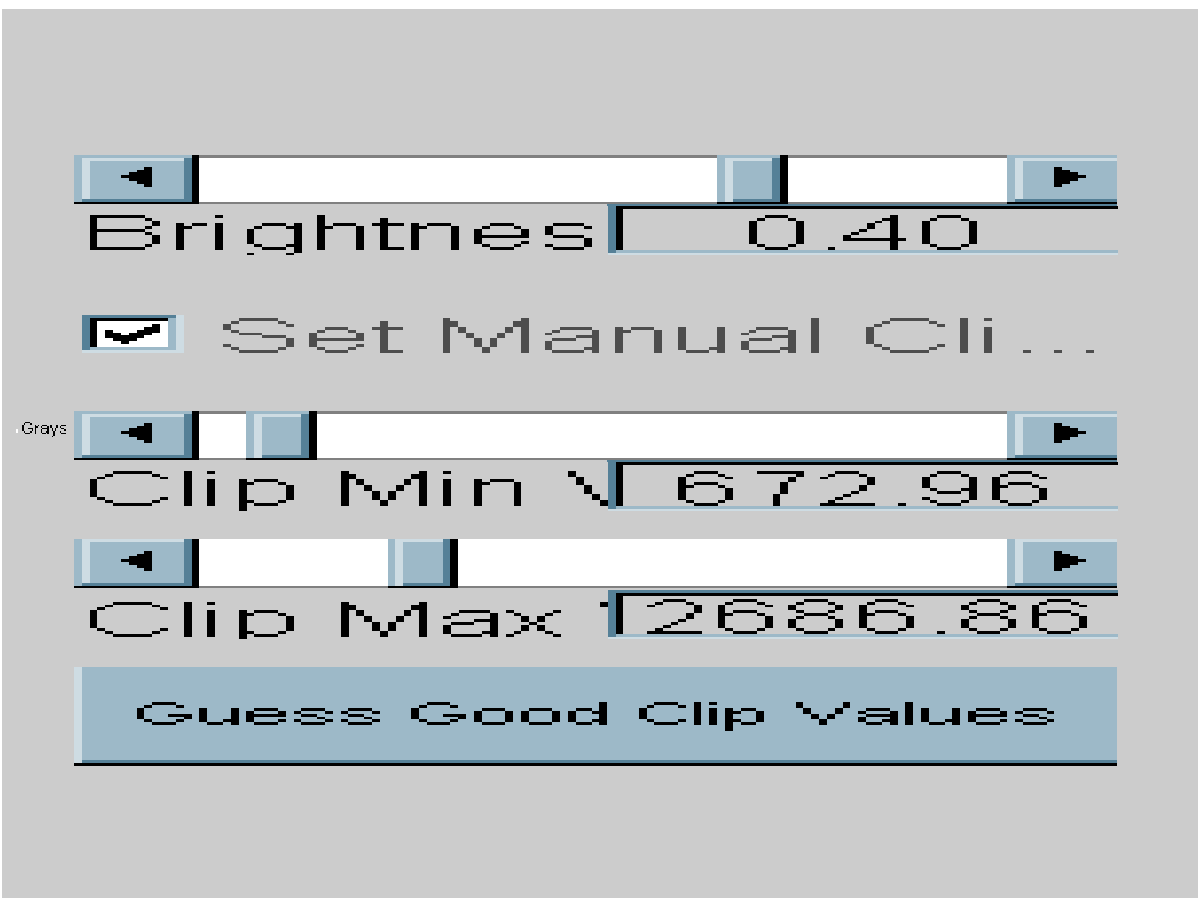 Brightnes 0.40
Set Manual Cli...
Grays
Clip Min V 672.96
Clip Max 2686.86
Guess Good Clip Values